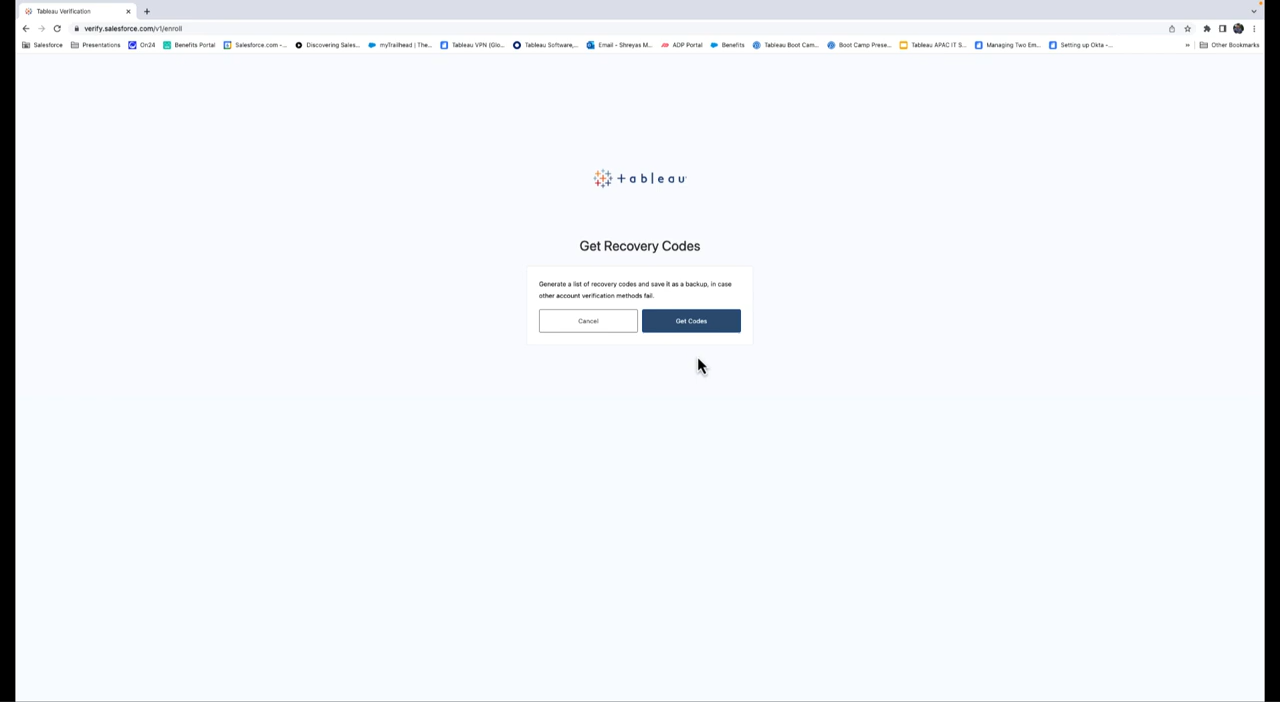 Tableau Verification
verify.salesforce.com/v1/enroll
Salesforce Presentations On24 Benefits Portal Salesforce.com -... Discovering Sales... myTrailhead | The... Tableau VPN (Glo... Tableau Software,... Email - Shreyas M... ADP Portal Benefits Tableau Boot Cam... Boot Camp Prese... Tableau APAC IT S... Managing Two Em... Setting up Okta -... » Other Bookmarks
+ableau
Get Recovery Codes
Generate a list of recovery codes and save it as a backup, in case
other account verification methods fail.
Cancel Get Codes